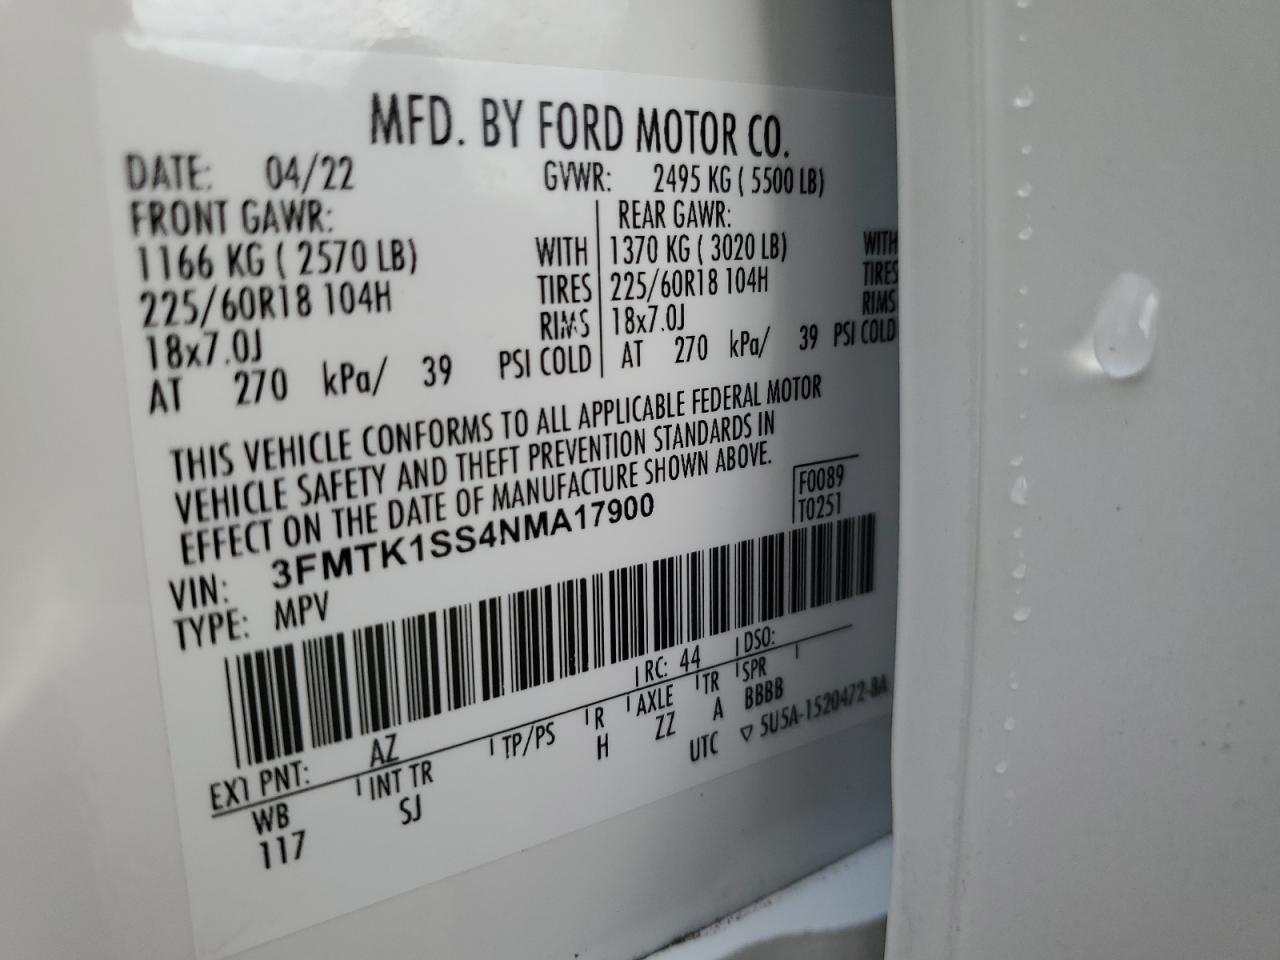 MFD. BY FORD MOTOR CO.
DATE: 04/22 GVWR: 2495 KG ( 5500 LB)
FRONT GAWR: REAR GAWR:
1166 KG ( 2570 LB) WITH 1370 KG ( 3020 LB) WITH
225/60R18 104H TIRES 225/60R18 104H TIRES
18x7.0J RIMS 18x7.0J RIMS
AT 270 kPa/ 39 PSI COLD AT 270 kPa/ 39 PSI COLD
THIS VEHICLE CONFORMS TO ALL APPLICABLE FEDERAL MOTOR
VEHICLE SAFETY AND THEFT PREVENTION STANDARDS IN
EFFECT ON THE DATE OF MANUFACTURE SHOWN ABOVE.
VIN: 3FMTK1SS4NMA17900 F0089
TYPE: MPV T0251
EXT PNT: AZ RC: 44 DSO:
WB INT TR TP/PS R AXLE TR SPR
117 SJ H ZZ A BBBB
UTC ▽ 5U5A-1520472-BA